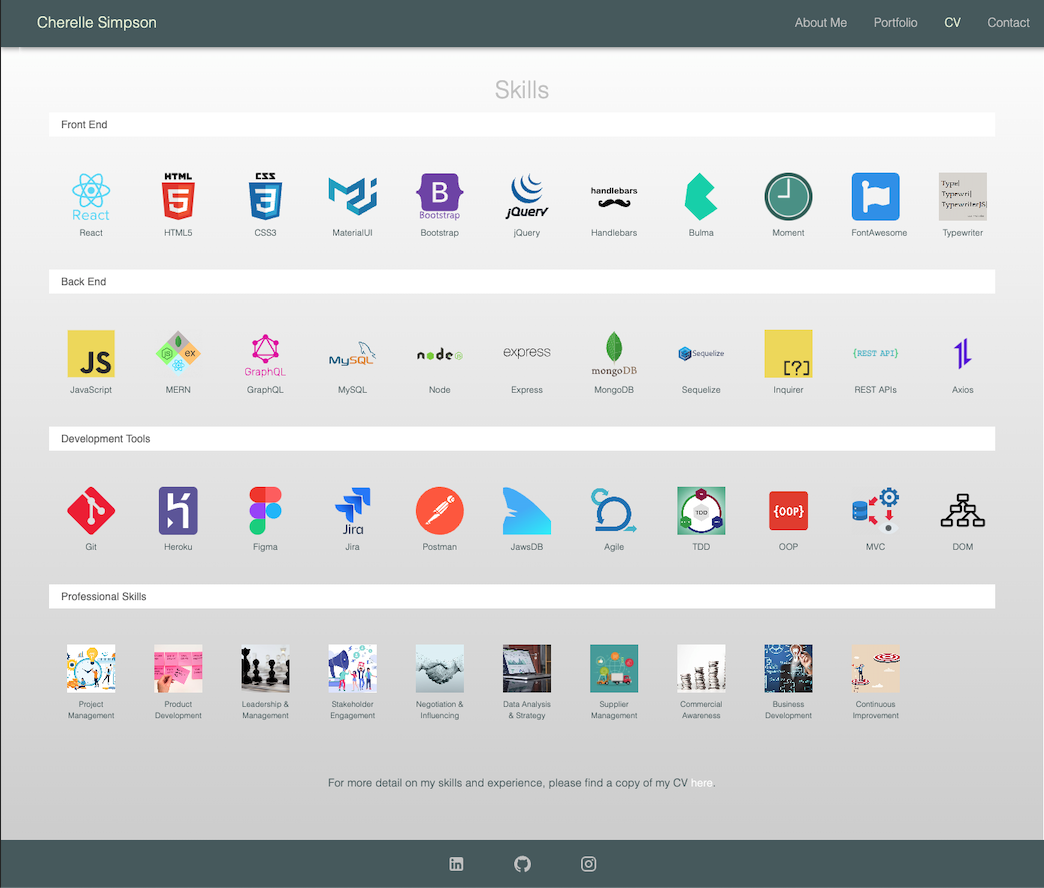 Cherelle Simpson
About Me Portfolio CV Contact
Skills
Front End
HTML CSS
5 3 B handlebars Type|
Typewri|
TypewriterJS|
React Bootstrap jQuery
React HTML5 CSS3 MaterialUI Bootstrap jQuery Handlebars Bulma Moment FontAwesome Typewriter
Back End
JS ex GraphQL MySQL node JS express mongoDB Sequelize [?] {REST API}
JavaScript MERN GraphQL MySQL Node Express MongoDB Sequelize Inquirer REST APIs Axios
Development Tools
Jira TDD {OOP}
Git Heroku Figma Jira Postman JawsDB Agile TDD OOP MVC DOM
Professional Skills
Project Product Leadership & Stakeholder Negotiation & Data Analysis Supplier Commercial Business Continuous
Management Development Management Engagement Influencing & Strategy Management Awareness Development Improvement
For more detail on my skills and experience, please find a copy of my CV here.
in